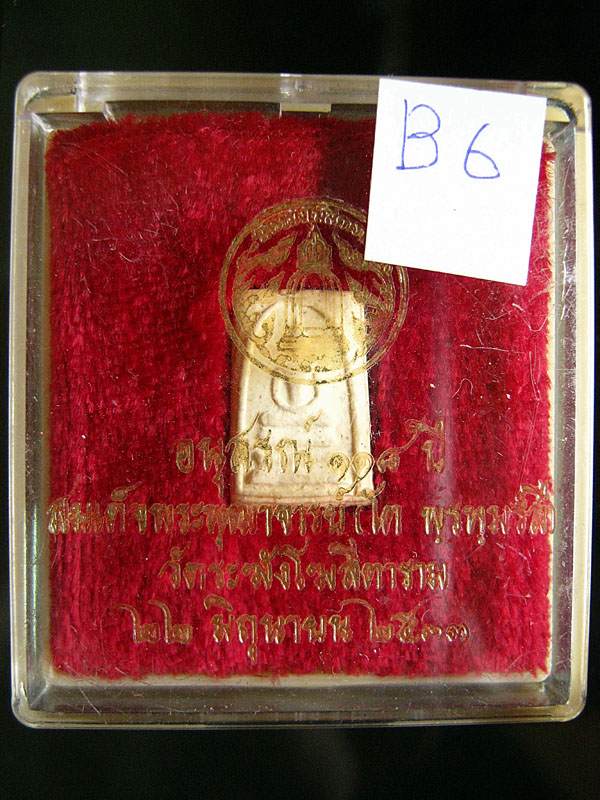 B 6
อนุสรณ์ ๑๑๘ ปี
สมเด็จพระพุฒาจารย์ (โต พฺรหฺมรํสี)
วัดระฆังโฆสิตาราม
๒๒ มิถุนายน ๒๕๓๓